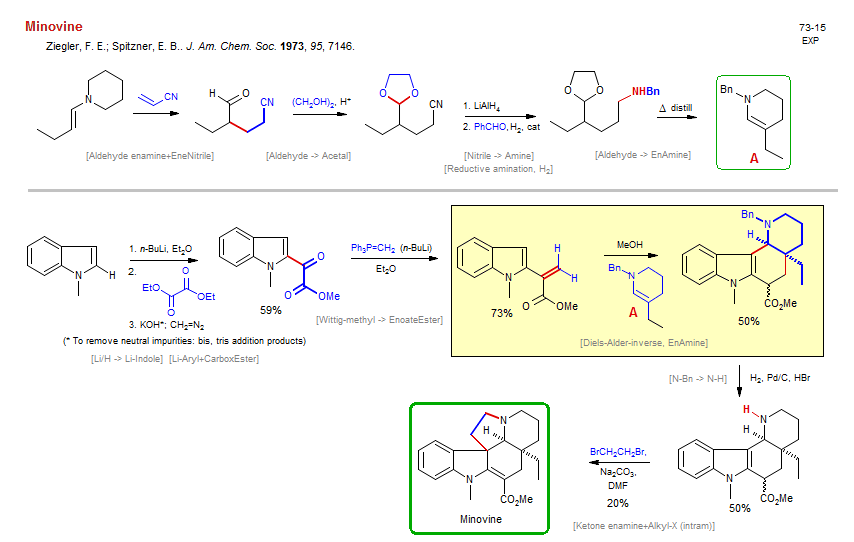 Minovine
73-15
EXP
Ziegler, F. E.; Spitzner, E. B.. J. Am. Chem. Soc. 1973, 95, 7146.
N
CN
H
O
CN
(CH₂OH)₂, H⁺
O
O
CN
1. LiAlH₄
2. PhCHO, H₂, cat
O
O
NHBn
Δ distill
Bn
N
A
[Aldehyde enamine+EneNitrile]
[Aldehyde -> Acetal]
[Nitrile -> Amine]
[Reductive amination, H₂]
[Aldehyde -> EnAmine]
N
H
1. n-BuLi, Et₂O
2.
O
EtO
OEt
O
3. KOH*; CH₂=N₂
(* To remove neutral impurities: bis, tris addition products)
[Li/H -> Li-Indole] [Li-Aryl+CarboxEster]
N
O
O
OMe
59%
Ph₃P=CH₂ (n-BuLi)
Et₂O
[Wittig-methyl -> EnoateEster]
N
H
H
O
OMe
73%
MeOH
Bn
N
A
Bn
N
H
N
CO₂Me
50%
[Diels-Alder-inverse, EnAmine]
[N-Bn -> N-H]
H₂, Pd/C, HBr
H
N
H
N
CO₂Me
50%
BrCH₂CH₂Br,
Na₂CO₃,
DMF
20%
[Ketone enamine+Alkyl-X (intram)]
N
H
N
CO₂Me
Minovine